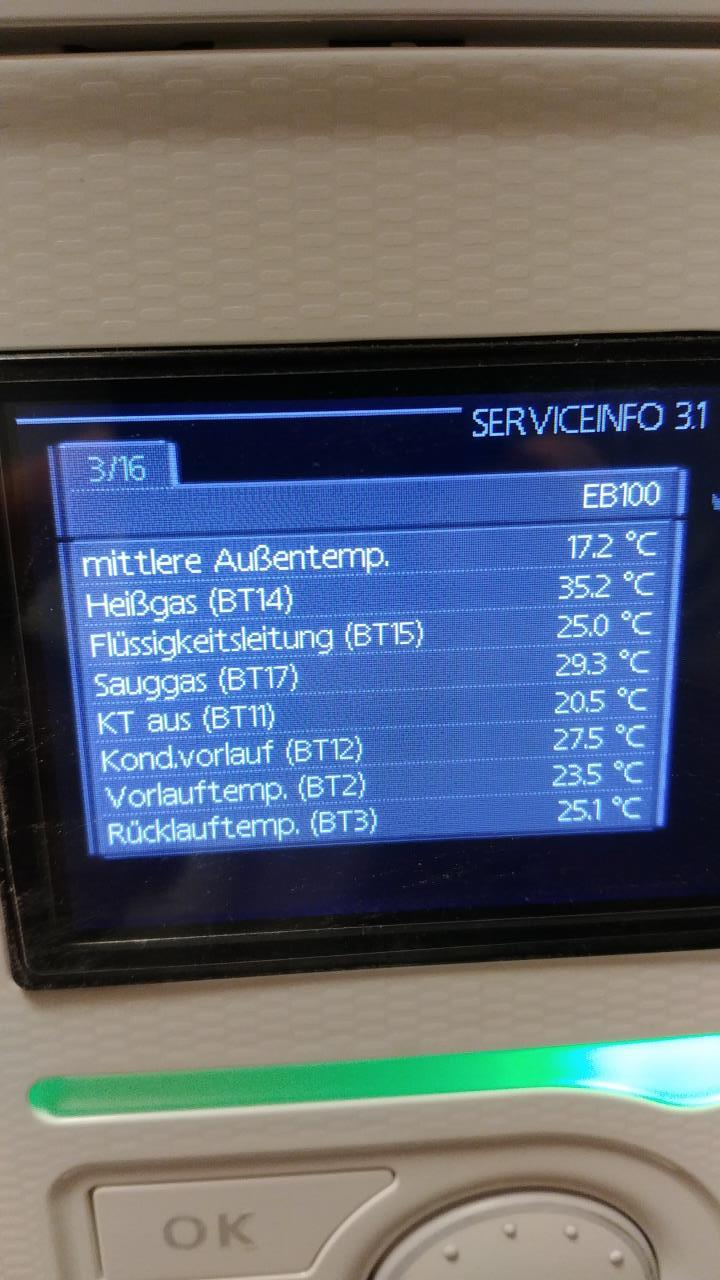 SERVICEINFO 3.1
3/16
EB100
mittlere Außentemp. 17.2 °C
Heißgas (BT14) 35.2 °C
Flüssigkeitsleitung (BT15) 25.0 °C
Sauggas (BT17) 29.3 °C
KT aus (BT11) 20.5 °C
Kond.vorlauf (BT12) 27.5 °C
Vorlauftemp. (BT2) 23.5 °C
Rücklauftemp. (BT3) 25.1 °C
OK